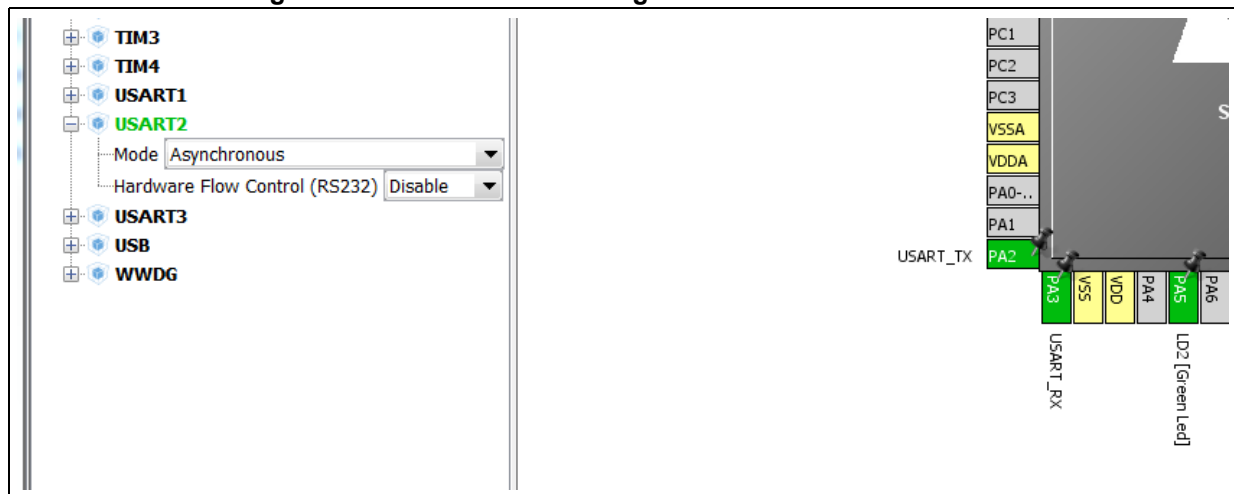 TIM3
TIM4
USART1
USART2
Mode Asynchronous
Hardware Flow Control (RS232) Disable
USART3
USB
WWDG
PC1
PC2
PC3
VSSA
VDDA
PA0-..
PA1
USART_TX PA2
PA3
VSS
VDD
PA4
PA5
PA6
USART_RX
LD2 [Green Led]
S